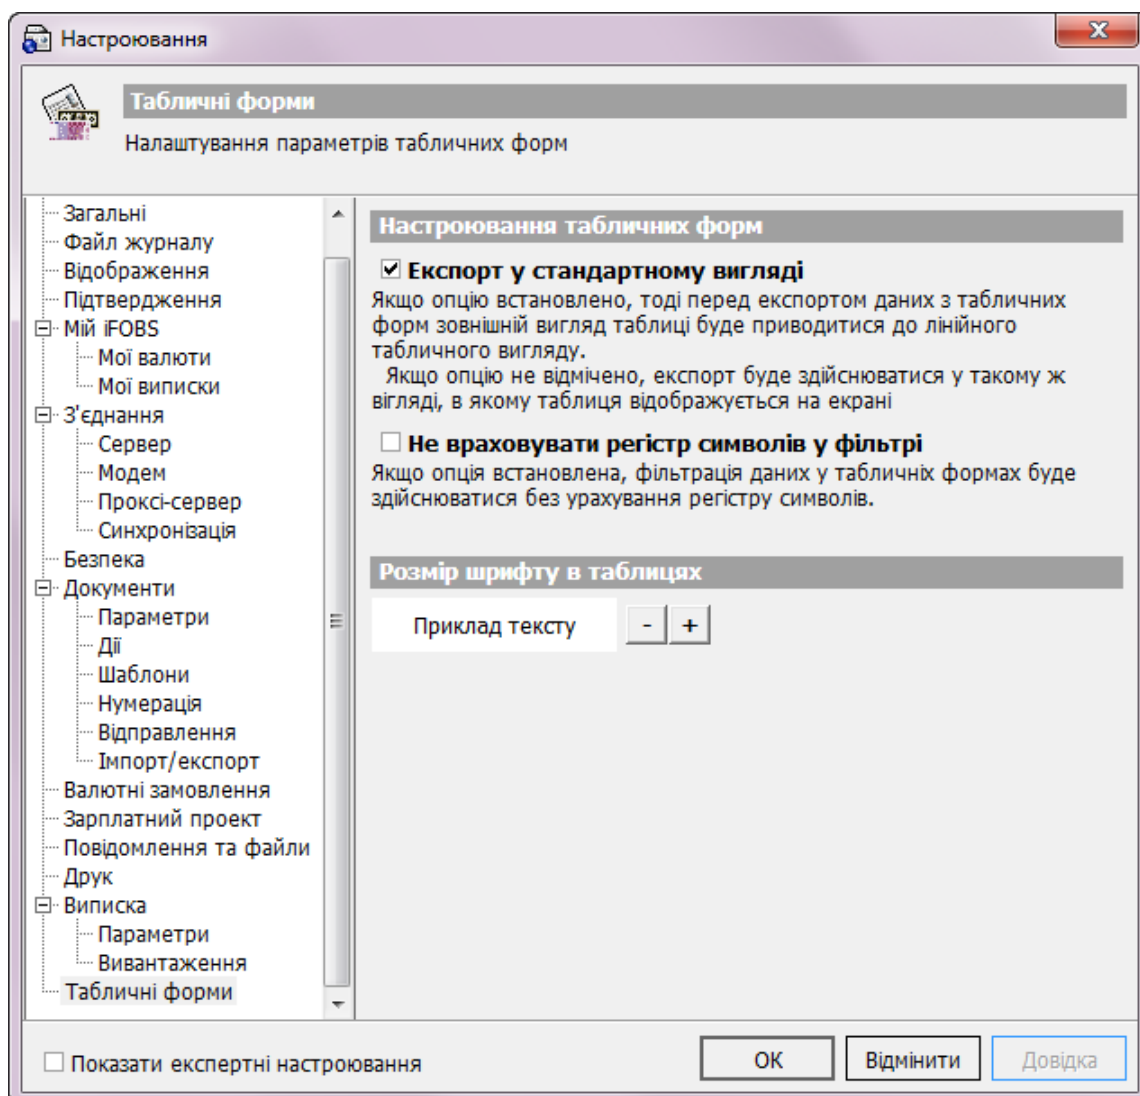 Настроювання
Табличні форми
Налаштування параметрів табличних форм
Загальні
Файл журналу
Відображення
Підтвердження
Мій iFOBS
Мої валюти
Мої виписки
З'єднання
Сервер
Модем
Проксі-сервер
Синхронізація
Безпека
Документи
Параметри
Дії
Шаблони
Нумерація
Відправлення
Імпорт/експорт
Валютні замовлення
Зарплатний проект
Повідомлення та файли
Друк
Виписка
Параметри
Вивантаження
Табличні форми
Настроювання табличних форм
Експорт у стандартному вигляді
Якщо опцію встановлено, тоді перед експортом даних з табличних
форм зовнішній вигляд таблиці буде приводитися до лінійного
табличного вигляду.
Якщо опцію не відмічено, експорт буде здійснюватися у такому ж
вігляді, в якому таблиця відображується на екрані
Не враховувати регістр символів у фільтрі
Якщо опція встановлена, фільтрація даних у табличніх формах буде
здійснюватися без урахування регістру символів.
Розмір шрифту в таблицях
Приклад тексту - +
Показати експертні настроювання
ОК Відмінити Довідка